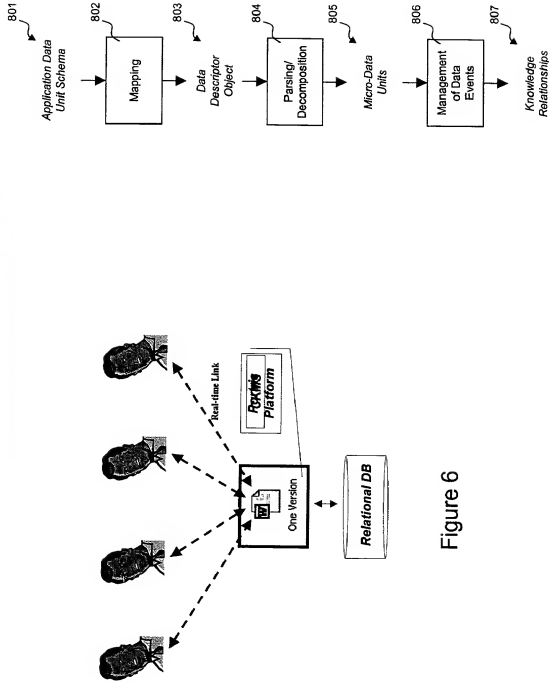 801
Application Data
Unit Schema
802
Mapping
803
Data
Descriptor
Object
804
Parsing/
Decomposition
805
Micro-Data
Units
806
Management
of Data
Events
807
Knowledge
Relationships
Real-time Link
Platform
W
One Version
Relational DB
Figure 6